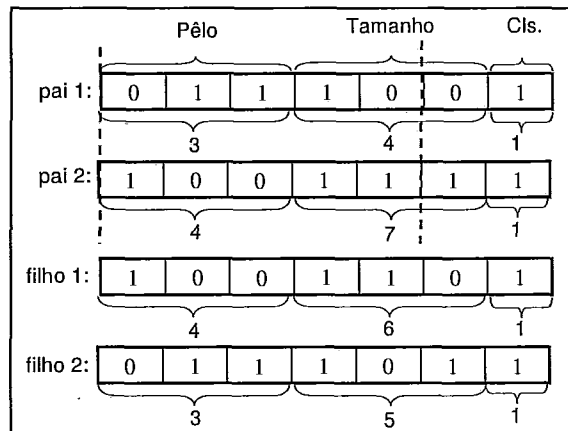 Pêlo Tamanho Cls.
pai 1: 0 1 1 1 0 0 1
3 4 1
pai 2: 1 0 0 1 1 1 1
4 7 1
filho 1: 1 0 0 1 1 0 1
4 6 1
filho 2: 0 1 1 1 0 1 1
3 5 1